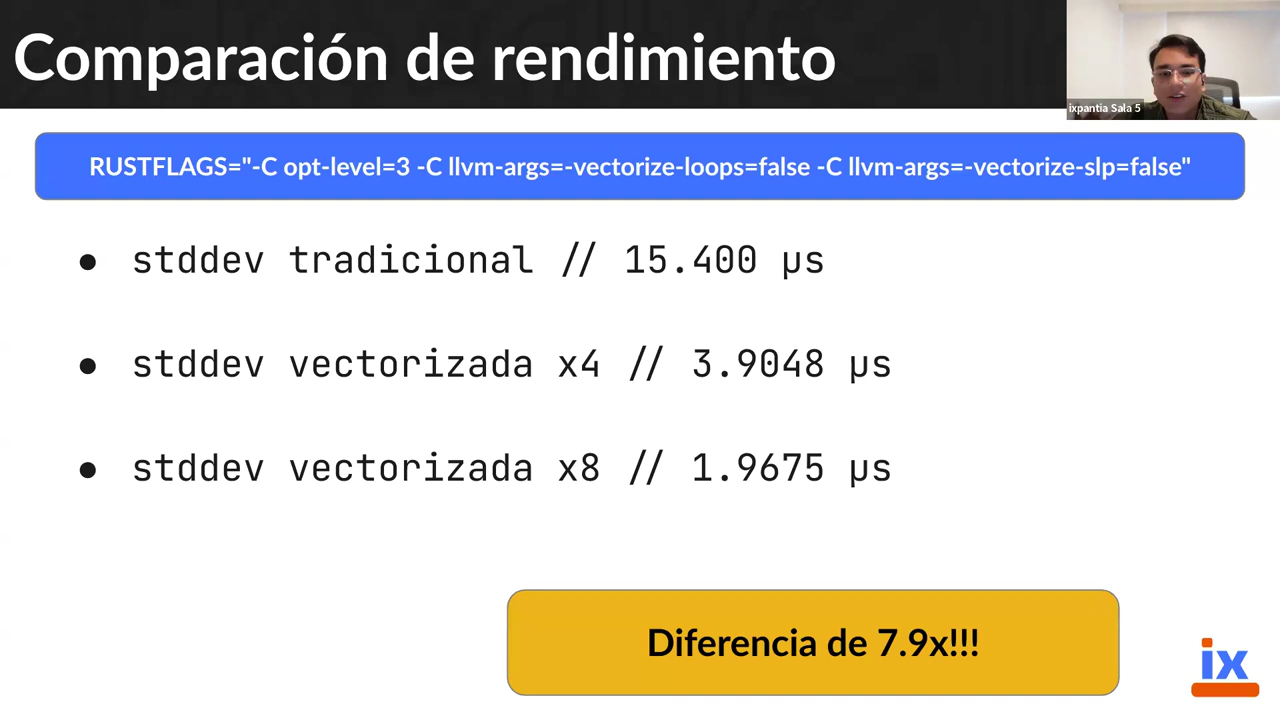 Comparación de rendimiento
ixpantia Sala 5
RUSTFLAGS="-C opt-level=3 -C llvm-args=-vectorize-loops=false -C llvm-args=-vectorize-slp=false"
● stddev tradicional // 15.400 µs
● stddev vectorizada x4 // 3.9048 µs
● stddev vectorizada x8 // 1.9675 µs
Diferencia de 7.9x!!!
ix